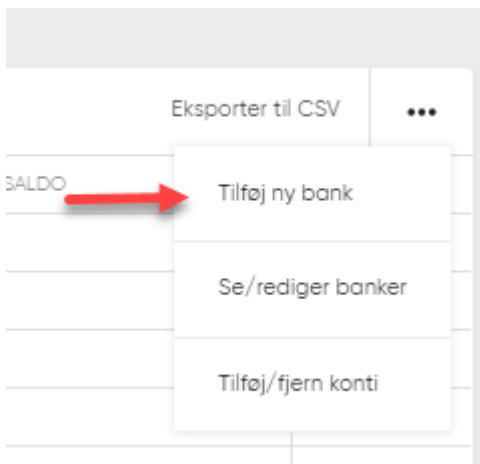 Eksporter til CSV
SALDO
Tilføj ny bank
Se/rediger banker
Tilføj/fjern konti